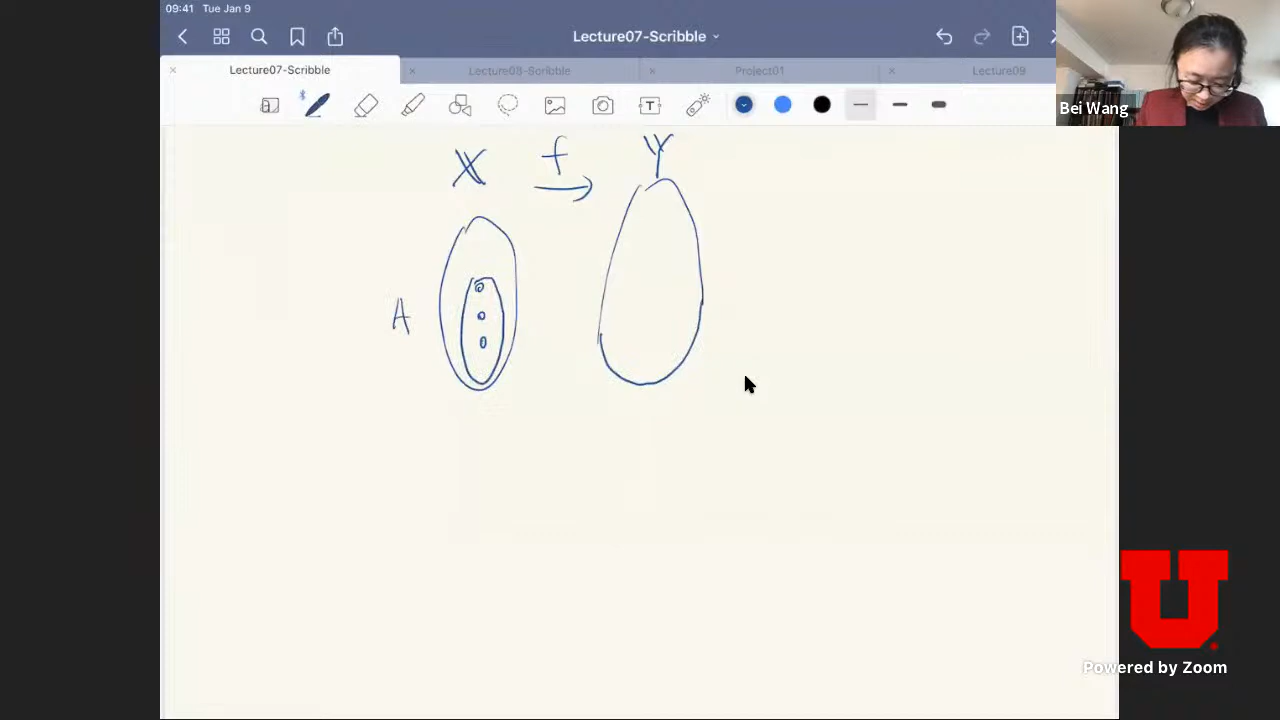 09:41 Tue Jan 9
Lecture07-Scribble
Lecture07-Scribble
Lecture08-Scribble
Project01
Lecture09
T
Bei Wang
𝕏 f → 𝕐
A
U
Powered by Zoom